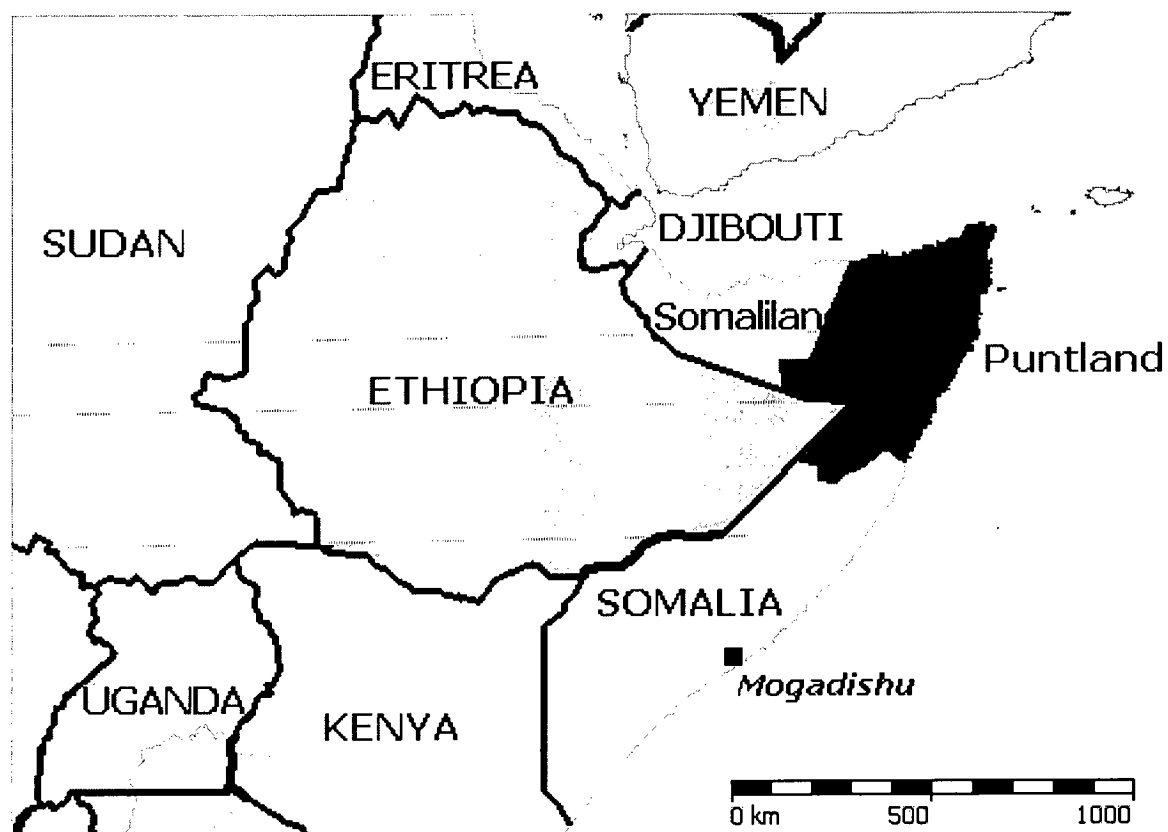 ERITREA
YEMEN
SUDAN
DJIBOUTI
Somalilan
Puntland
ETHIOPIA
SOMALIA
Mogadishu
UGANDA
KENYA
0 km 500 1000